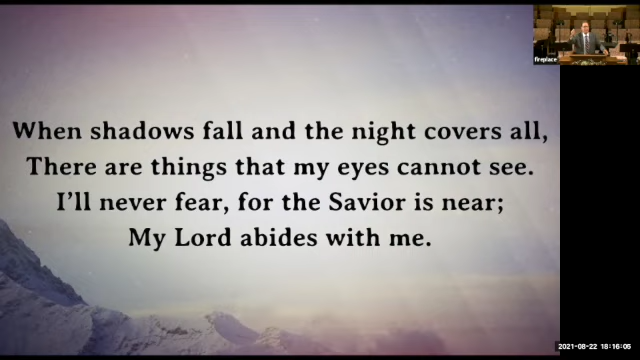 When shadows fall and the night covers all,
There are things that my eyes cannot see.
I'll never fear, for the Savior is near;
My Lord abides with me.
fireplace
2021-08-22 18:16:06